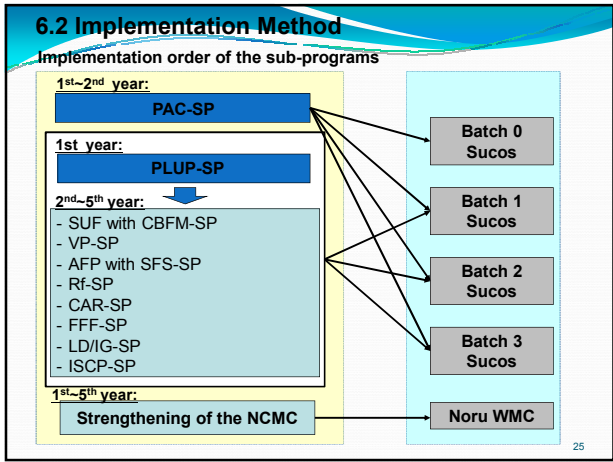 6.2 Implementation Method
Implementation order of the sub-programs
1st~2nd year:
PAC-SP
1st year:
PLUP-SP
2nd~5th year:
- SUF with CBFM-SP
- VP-SP
- AFP with SFS-SP
- Rf-SP
- CAR-SP
- FFF-SP
- LD/IG-SP
- ISCP-SP
1st~5th year:
Strengthening of the NCMC
Batch 0
Sucos
Batch 1
Sucos
Batch 2
Sucos
Batch 3
Sucos
Noru WMC
25